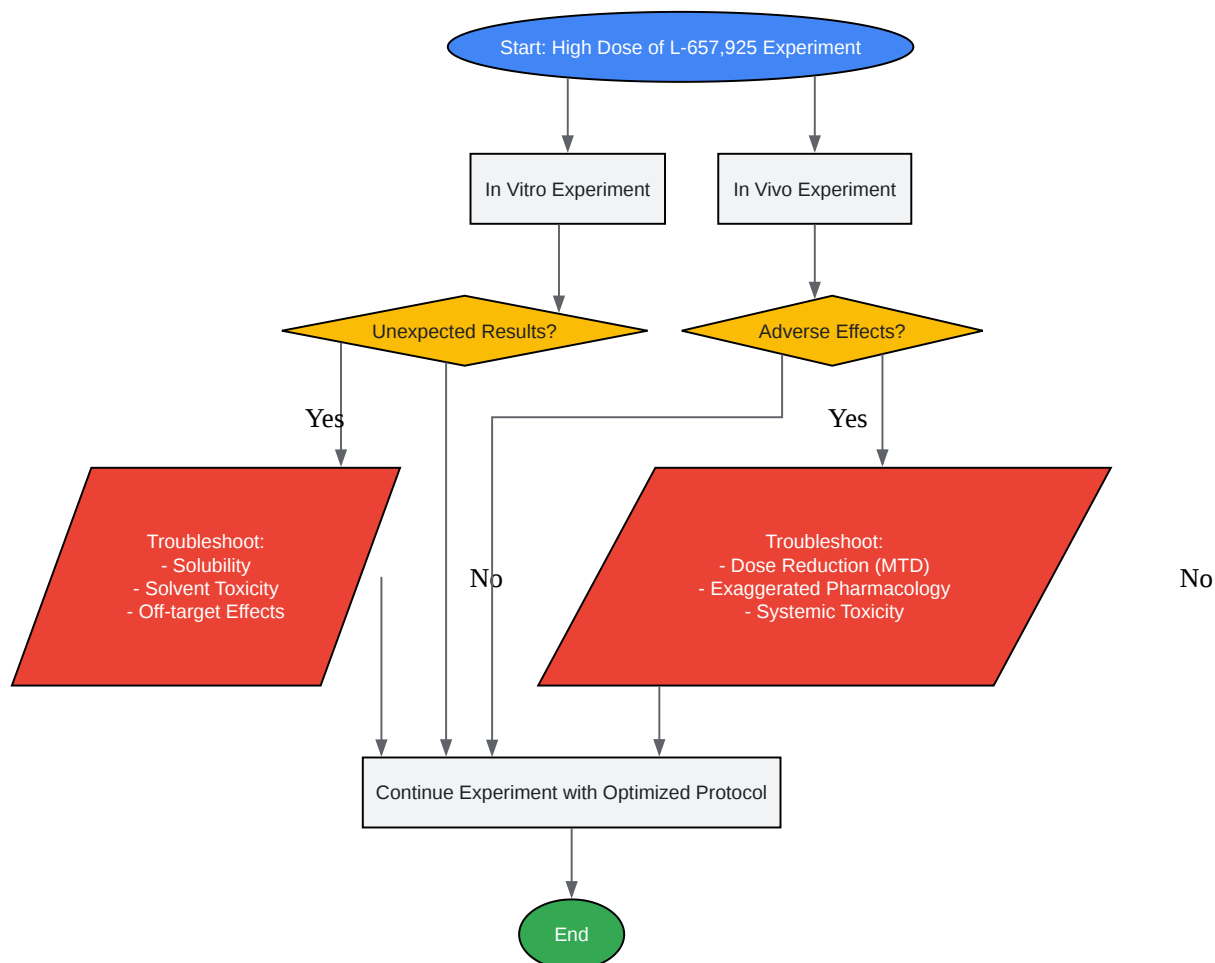 Start: High Dose of L-657,925 Experiment
In Vitro Experiment
In Vivo Experiment
Unexpected Results?
Adverse Effects?
Yes
Yes
Troubleshoot:
- Solubility
- Solvent Toxicity
- Off-target Effects
No
Troubleshoot:
- Dose Reduction (MTD)
- Exaggerated Pharmacology
- Systemic Toxicity
No
Continue Experiment with Optimized Protocol
End